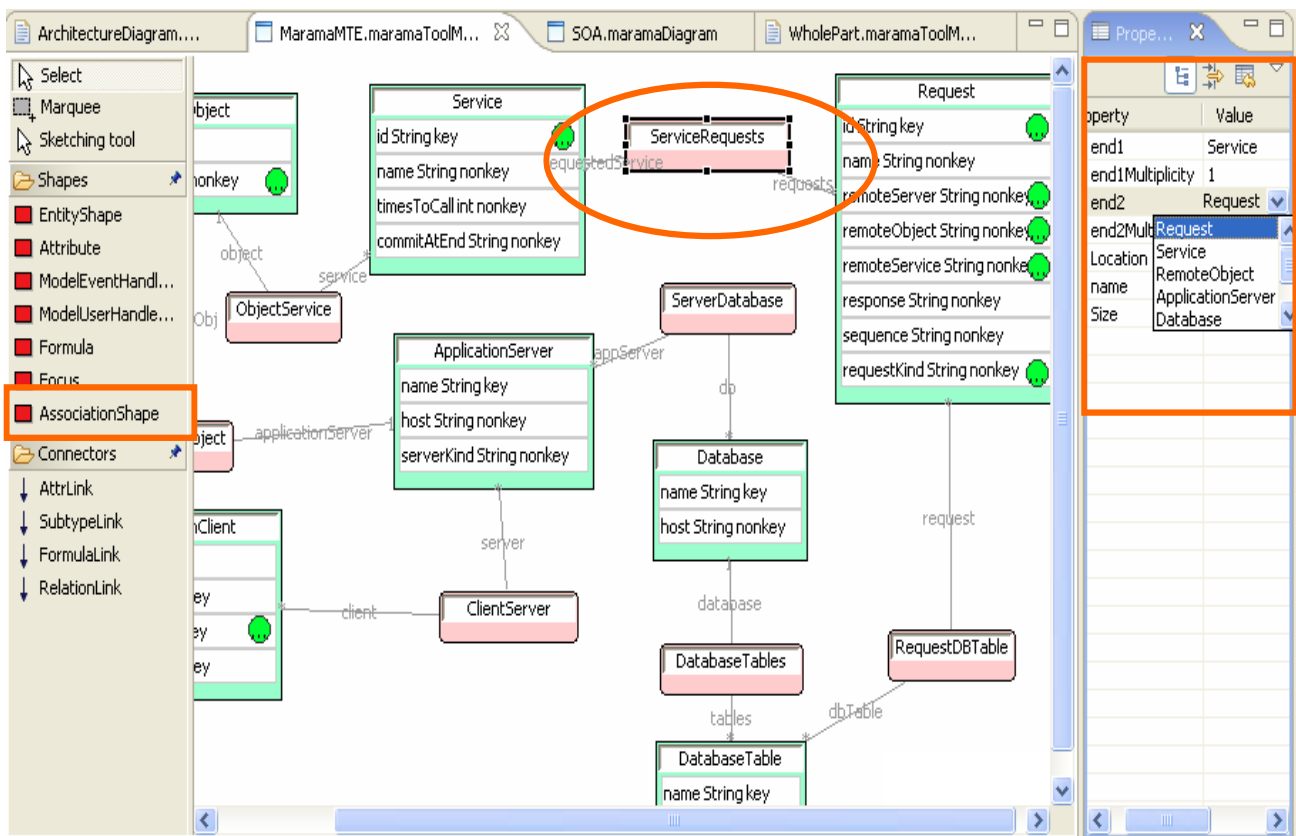 ArchitectureDiagram....
MaramaMTE.maramaToolM...
SOA.maramaDiagram
WholePart.maramaToolM...
Prope...
Select
Marquee
Sketching tool
Shapes
EntityShape
Attribute
ModelEventHandl...
ModelUserHandle...
Formula
Focus
AssociationShape
Connectors
AttrLink
SubtypeLink
FormulaLink
RelationLink
bject
nonkey
1
object
service
*
Obj
ObjectService
Service
id String key
name String nonkey
timesToCall int nonkey
commitAtEnd String nonkey
ServiceRequests
equestedService
requests
Request
id String key
name String nonkey
remoteServer String nonkey
remoteObject String nonkey
remoteService String nonke
response String nonkey
sequence String nonkey
requestKind String nonkey
ServerDatabase
appServer
*
db
*
ApplicationServer
name String key
host String nonkey
serverKind String nonkey
bject
applicationServer
1
Database
name String key
host String nonkey
1
request
*
nClient
ey
ey
ey
*
client
server
*
ClientServer
database
DatabaseTables
RequestDBTable
tables
dbTable
*
*
DatabaseTable
name String key
operty
Value
end1
Service
end1Multiplicity
1
end2
Request
end2Mult
Location
name
Size
Request
Service
RemoteObject
ApplicationServer
Database